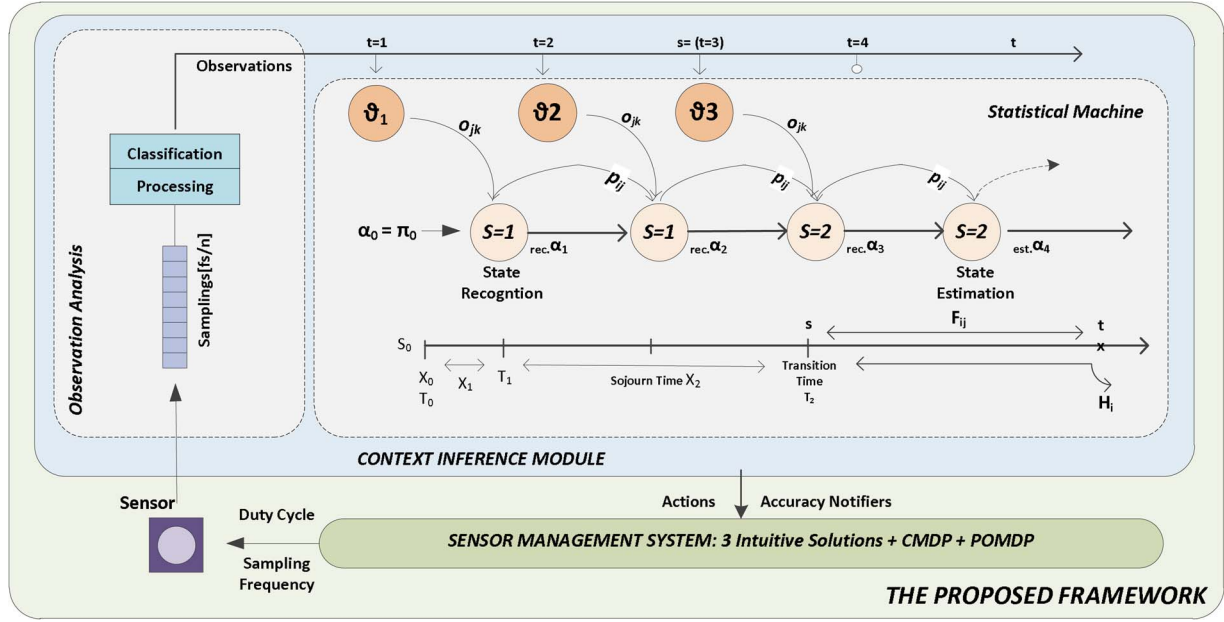 t=1 t=2 s= (t=3) t=4 t
Observations
ϑ1 ϑ2 ϑ3
Statistical Machine
ojk ojk ojk
Classification
Processing
pij pij pij
Observation Analysis
Samplings[fs/n]
α0 = π0 S=1 rec.α1 S=1 rec.α2 S=2 rec.α3 S=2 est.α4
State
Recogntion
State
Estimation
s Fij t
S0 x
X0 X1 T1 Sojourn Time X2 Transition
T0 Time
T2
Hi
CONTEXT INFERENCE MODULE
Sensor
Actions Accuracy Notifiers
Duty Cycle
SENSOR MANAGEMENT SYSTEM: 3 Intuitive Solutions + CMDP + POMDP
Sampling
Frequency
THE PROPOSED FRAMEWORK